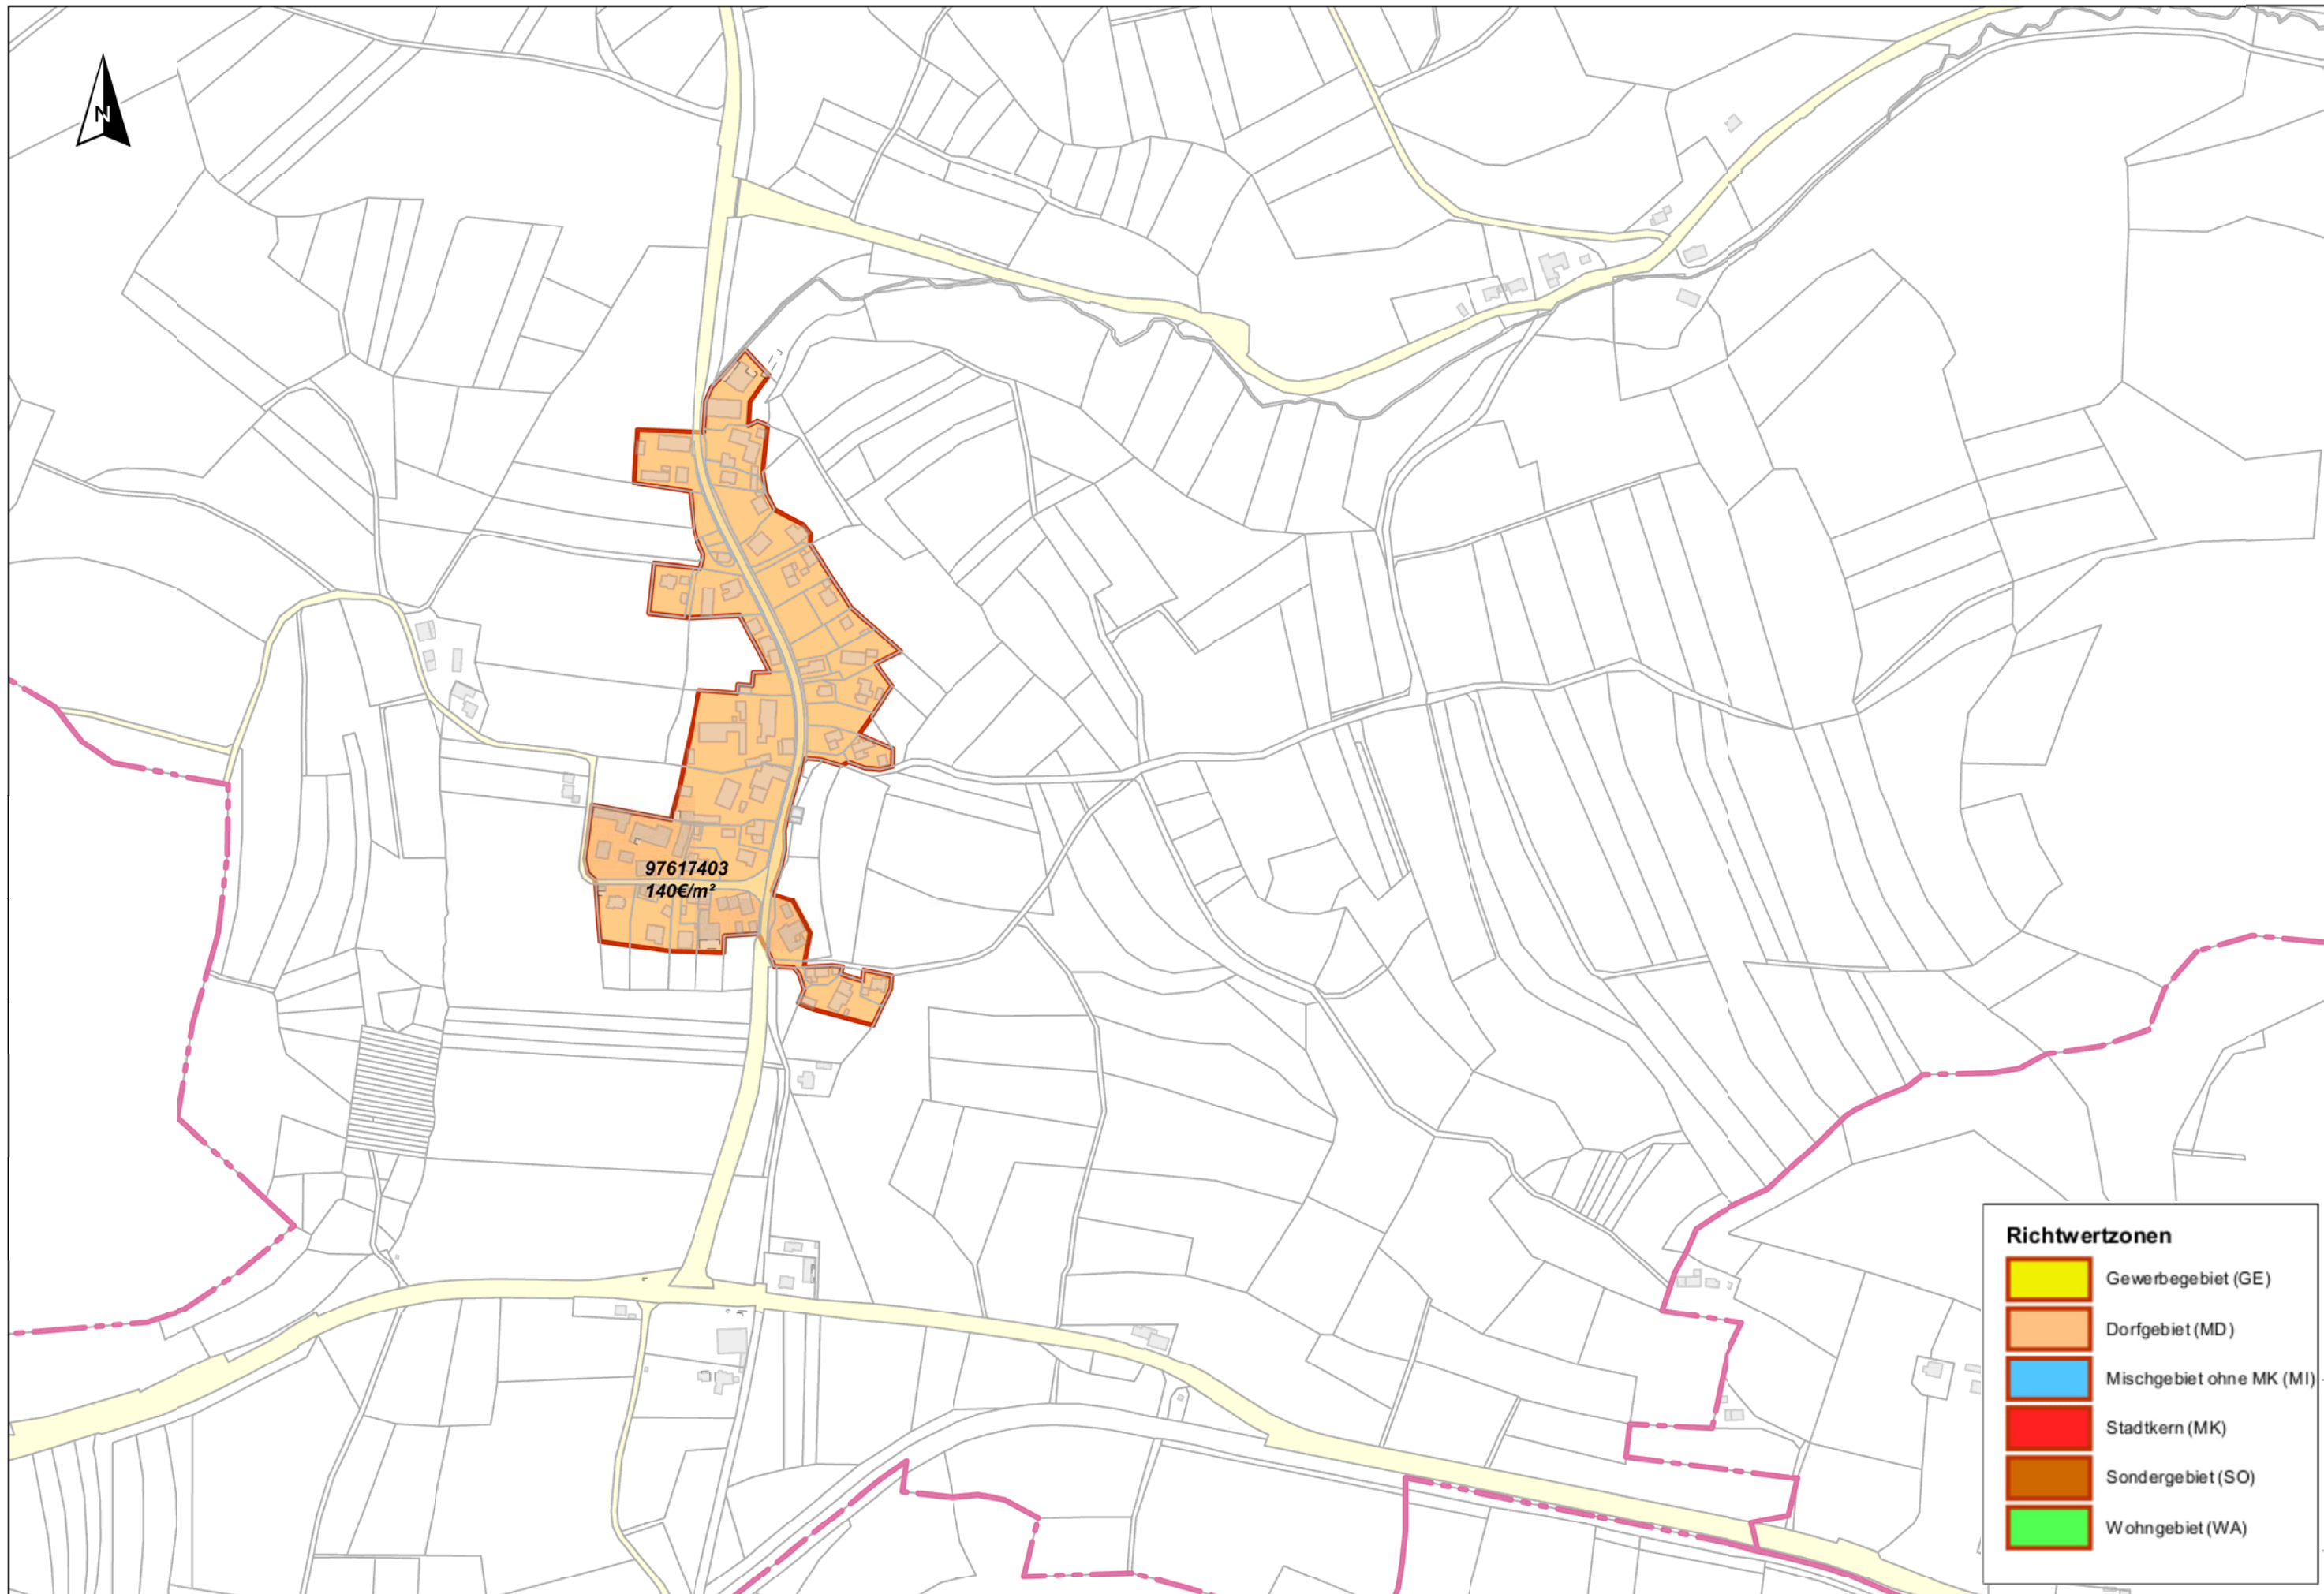 N
97617403
140€/m²
Richtwertzonen
Gewerbegebiet (GE)
Dorfgebiet (MD)
Mischgebiet ohne MK (MI)
Stadtkern (MK)
Sondergebiet (SO)
Wohngebiet (WA)